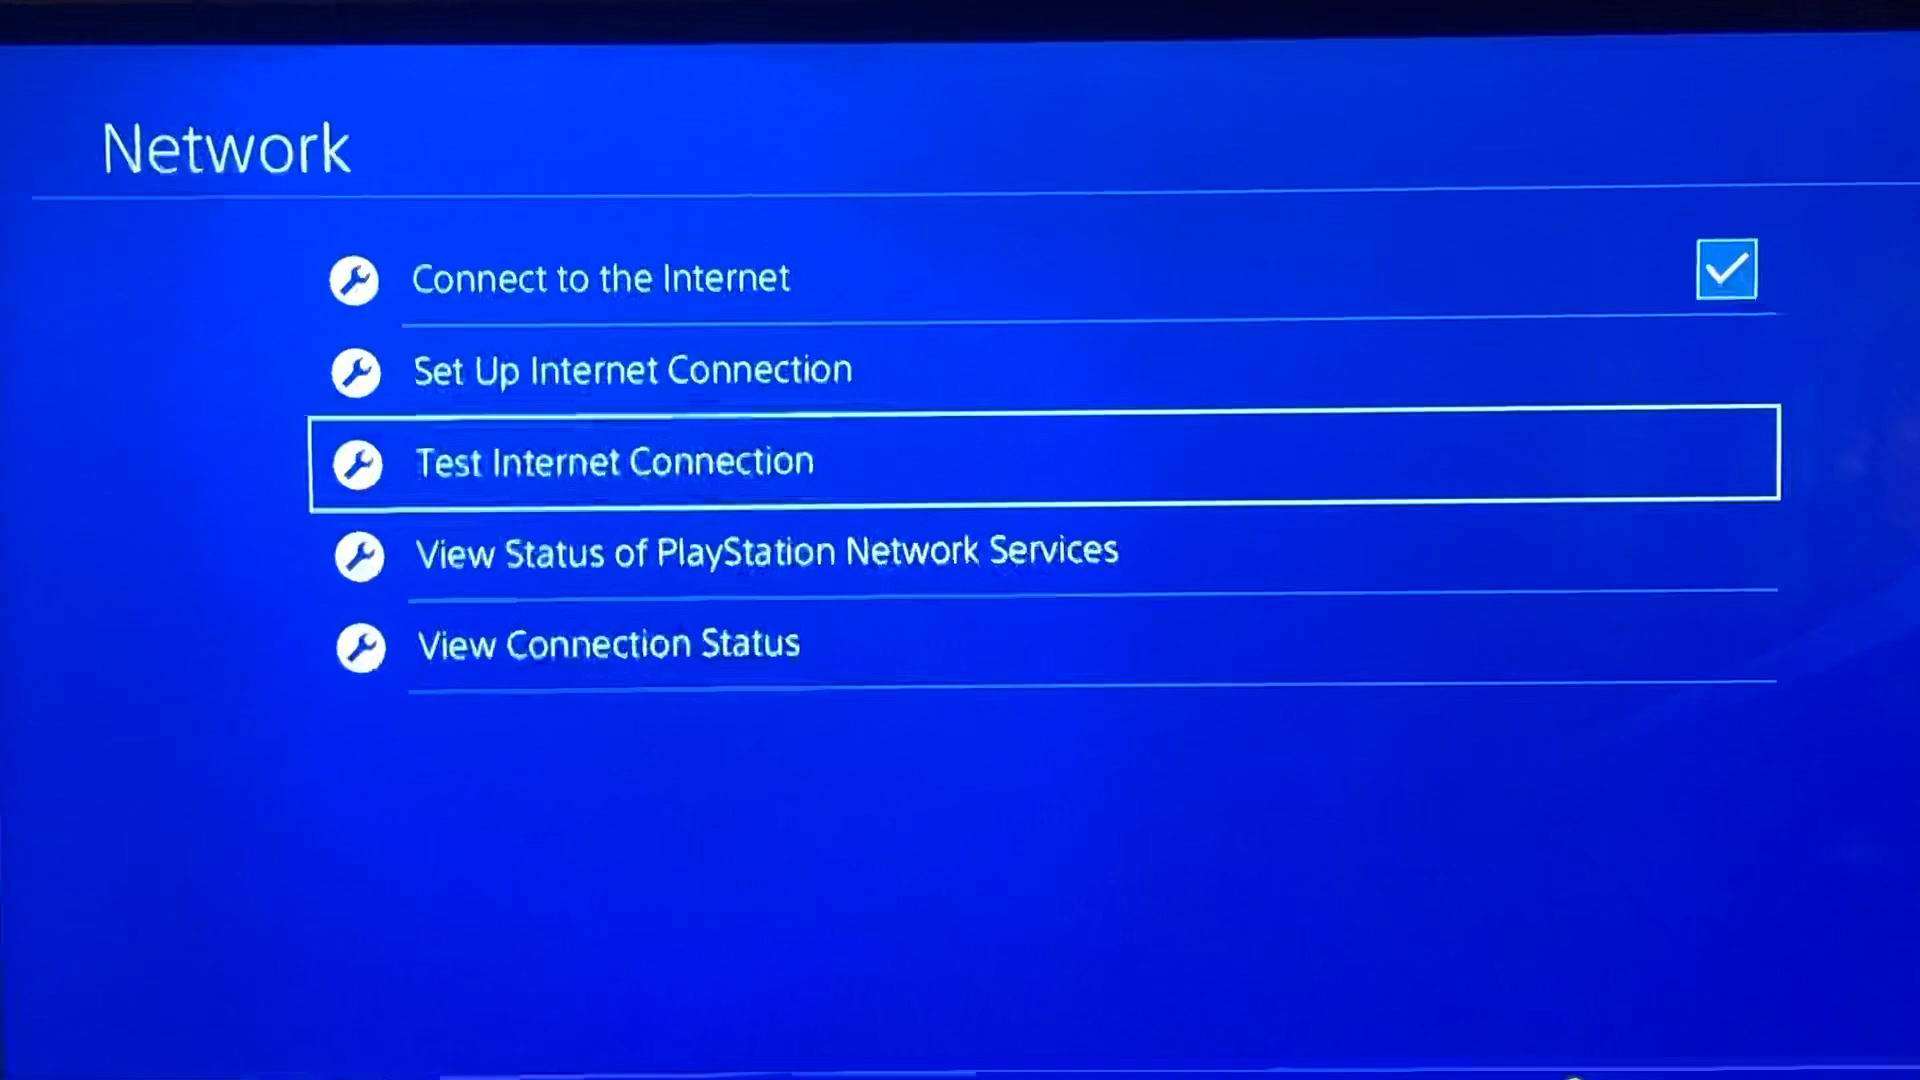 Network
Connect to the Internet
Set Up Internet Connection
Test Internet Connection
View Status of PlayStation Network Services
View Connection Status